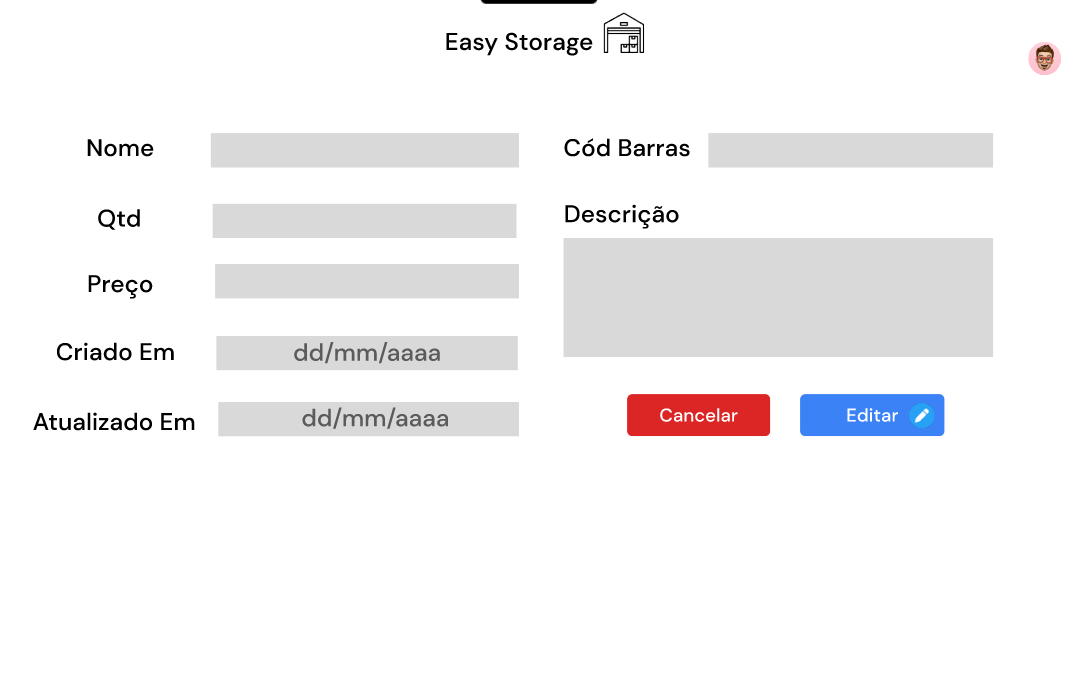 Easy Storage
Nome
Cód Barras
Qtd
Descrição
Preço
Criado Em
dd/mm/aaaa
Atualizado Em
dd/mm/aaaa
Cancelar
Editar